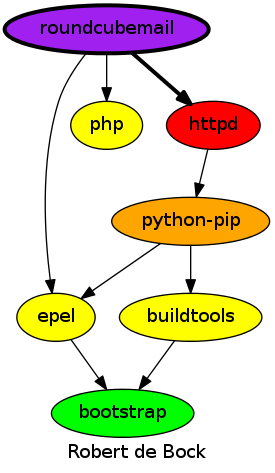 roundcubemail
php
httpd
python-pip
epel
buildtools
bootstrap
Robert de Bock